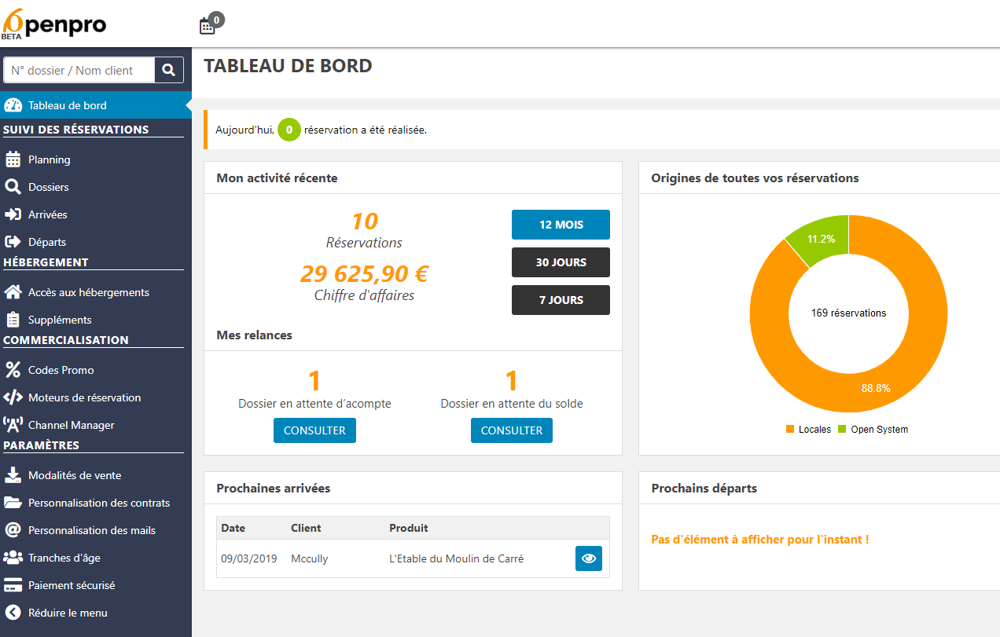 Openpro
BETA
0
N° dossier / Nom client
Tableau de bord
SUIVI DES RÉSERVATIONS
Planning
Dossiers
Arrivées
Départs
HÉBERGEMENT
Accès aux hébergements
Suppléments
COMMERCIALISATION
Codes Promo
Moteurs de réservation
Channel Manager
PARAMÈTRES
Modalités de vente
Personnalisation des contrats
Personnalisation des mails
Tranches d'âge
Paiement sécurisé
Réduire le menu
TABLEAU DE BORD
Aujourd'hui, 0 réservation a été réalisée.
Mon activité récente
10
Réservations
29 625,90 €
Chiffre d'affaires
12 MOIS
30 JOURS
7 JOURS
Mes relances
1
Dossier en attente d’acompte
CONSULTER
1
Dossier en attente du solde
CONSULTER
Origines de toutes vos réservations
11.2%
169 réservations
88.8%
Locales Open System
Prochaines arrivées
Date Client Produit
09/03/2019 Mccully L'Etable du Moulin de Carré
Prochains départs
Pas d'élément à afficher pour l'instant !